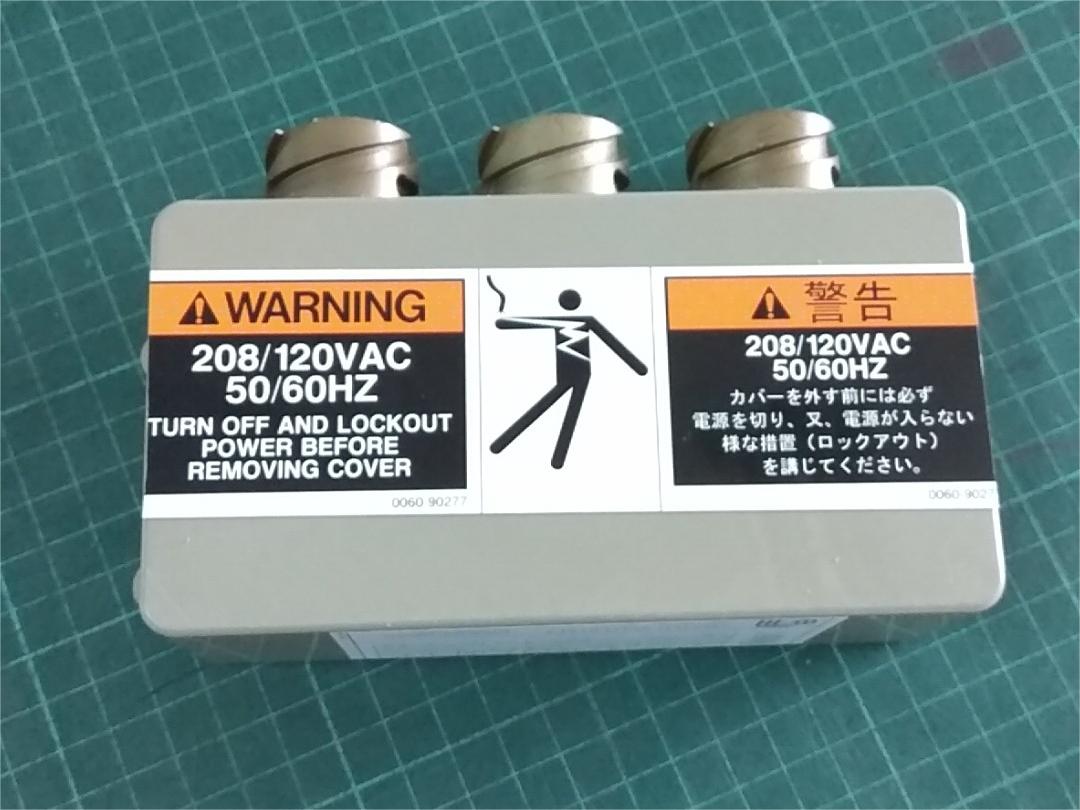 WARNING
208/120VAC
50/60HZ
TURN OFF AND LOCKOUT
POWER BEFORE
REMOVING COVER
0060 90277
警告
208/120VAC
50/60HZ
カバーを外す前には必ず
電源を切り、又、電源が入らない
様な措置（ロックアウト）
を講じてください。
0060-9027